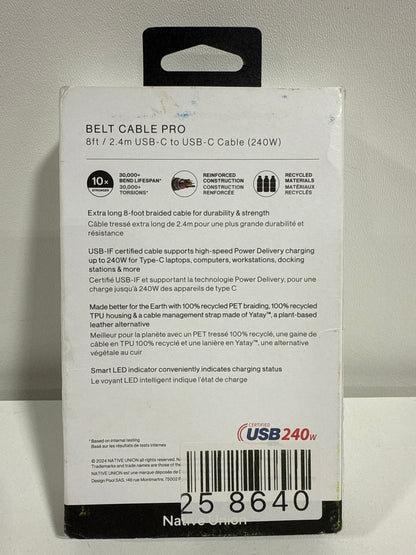 BELT CABLE PRO
8ft / 2.4m USB-C to USB-C Cable (240W)
10x
STRONGER
30,000+
BEND LIFESPAN*
30,000+
TORSIONS*
REINFORCED
CONSTRUCTION
CONSTRUCTION
RENFORCÉE
RECYCLED
MATERIALS
MATÉRIAUX
RECYCLÉS
Extra long 8-foot braided cable for durability & strength
Câble tressé extra long de 2.4m pour une plus grande durabilité et
résistance
USB-IF certified cable supports high-speed Power Delivery charging
up to 240W for Type-C laptops, computers, workstations, docking
stations & more
Certifié USB-IF et supportant la technologie Power Delivery, pour une
charge jusqu'à 240W des appareils de type C
Made better for the Earth with 100% recycled PET braiding, 100% recycled
TPU housing & a cable management strap made of Yatay™, a plant-based
leather alternative
Meilleur pour la planète avec un PET tressé 100% recyclé, une gaine de
câble en TPU 100% recyclé et une lanière en Yatay™, une alternative
végétale au cuir
Smart LED indicator conveniently indicates charging status
Le voyant LED intelligent indique l'état de charge
CERTIFIED
USB 240W
*Based on internal testing
Basé sur les résultats de tests internes
© 2024 NATIVE UNION all rights reserved.
Trademarks and trade names are those of
NATIVE UNION est une marque déposée de
Design Pool SAS, 146 rue Montmartre, 75002
25 8640
Native Union